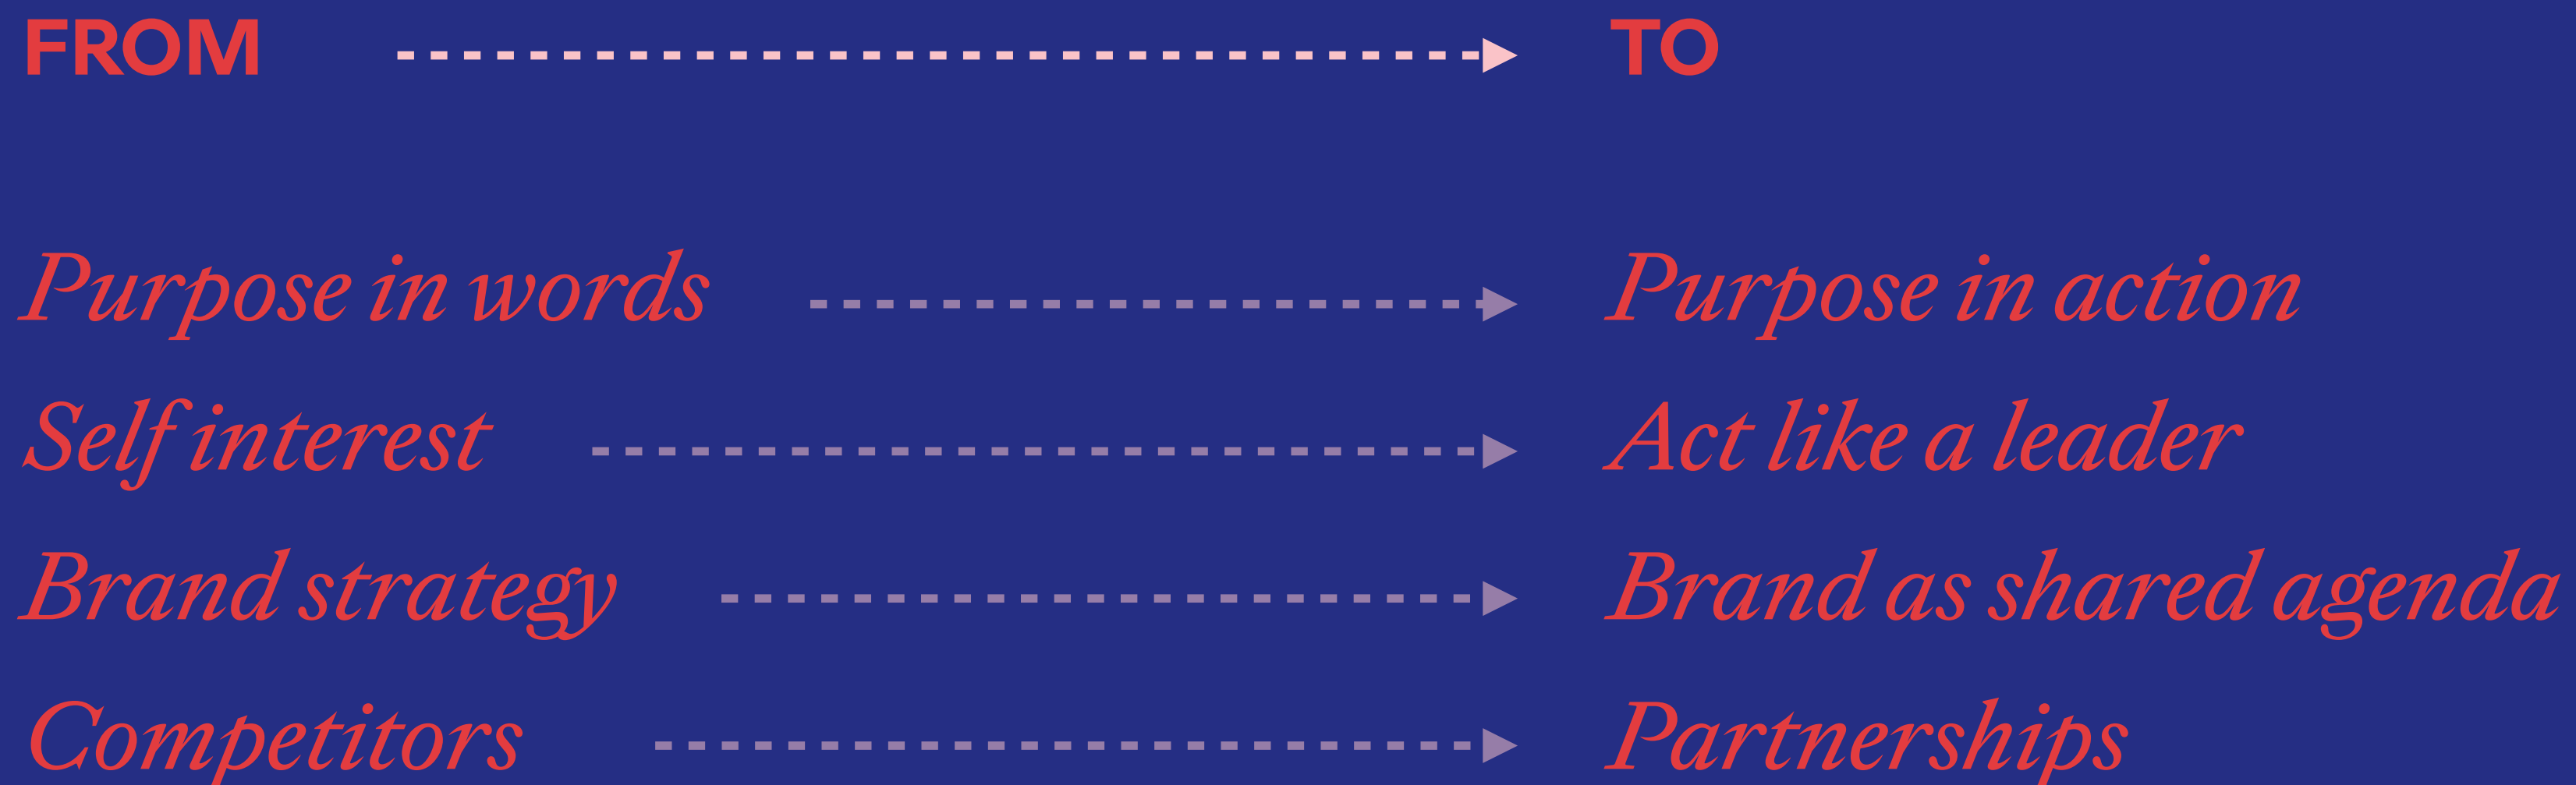 FROM TO
Purpose in words Purpose in action
Self interest Act like a leader
Brand strategy Brand as shared agenda
Competitors Partnerships